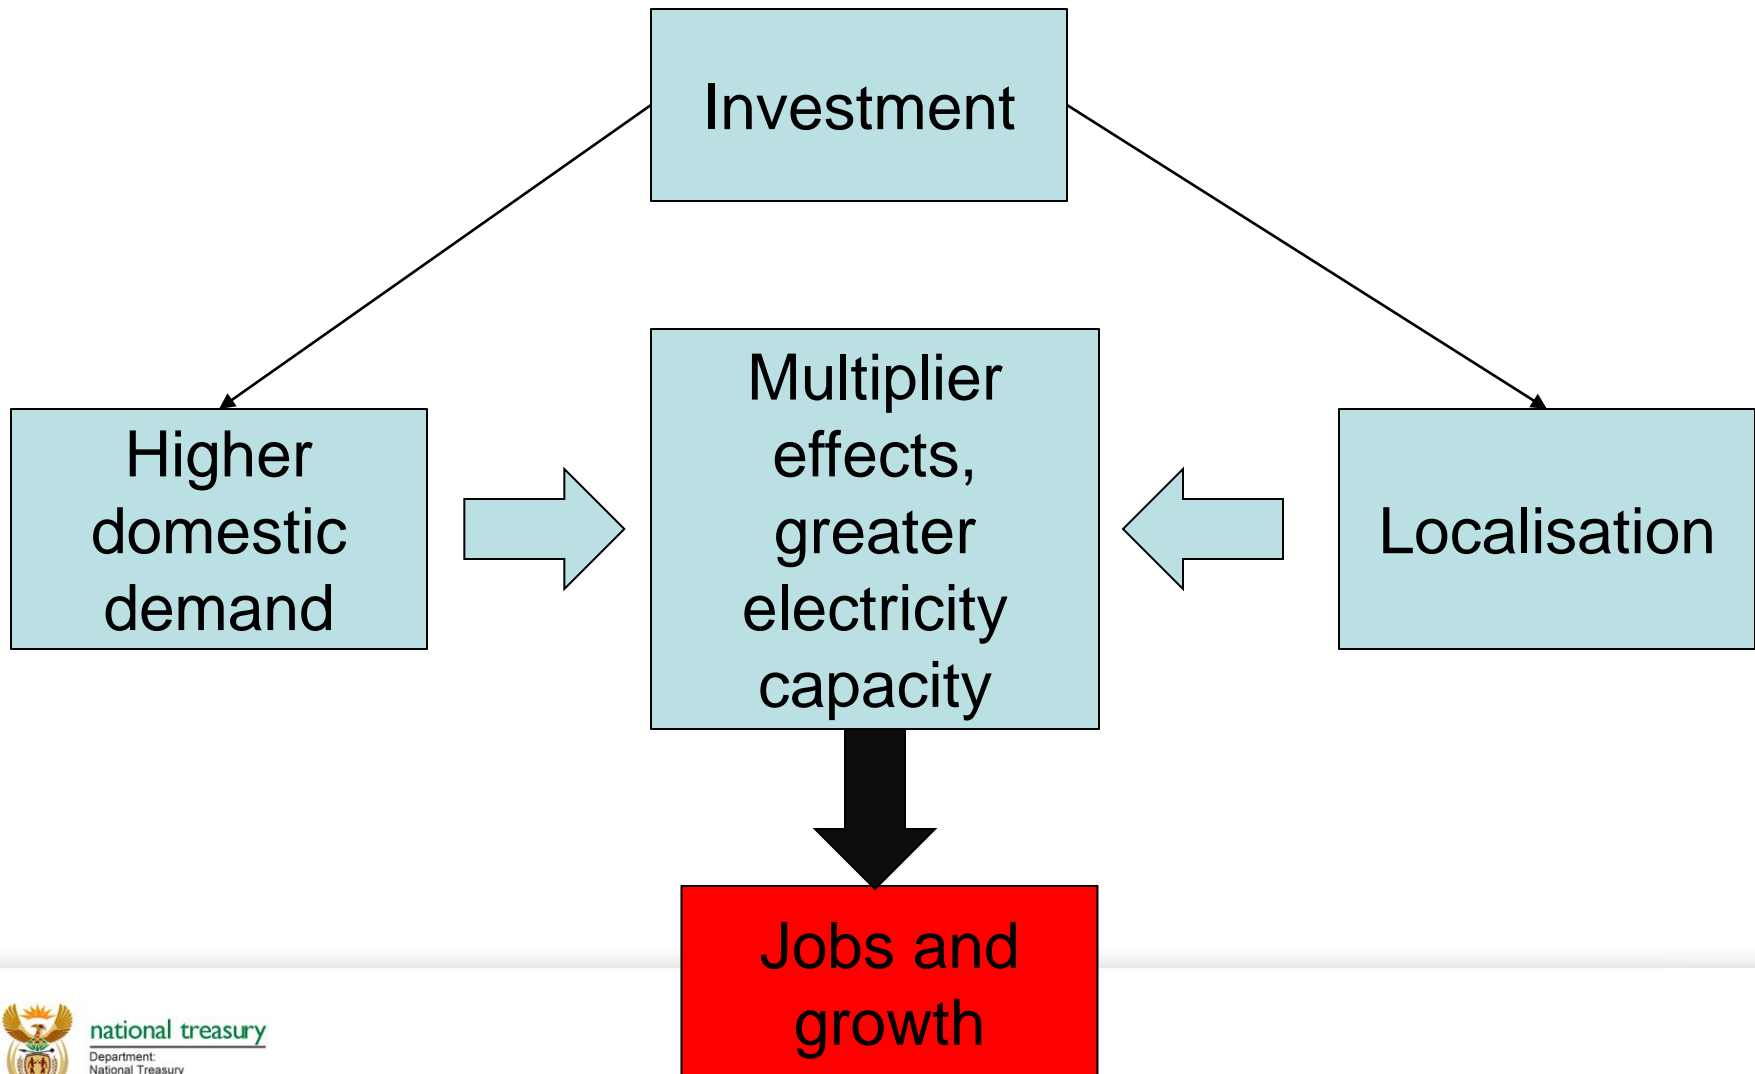 Investment
Higher
domestic
demand
Multiplier
effects,
greater
electricity
capacity
Localisation
Jobs and
growth
national treasury
Department:
National Treasury